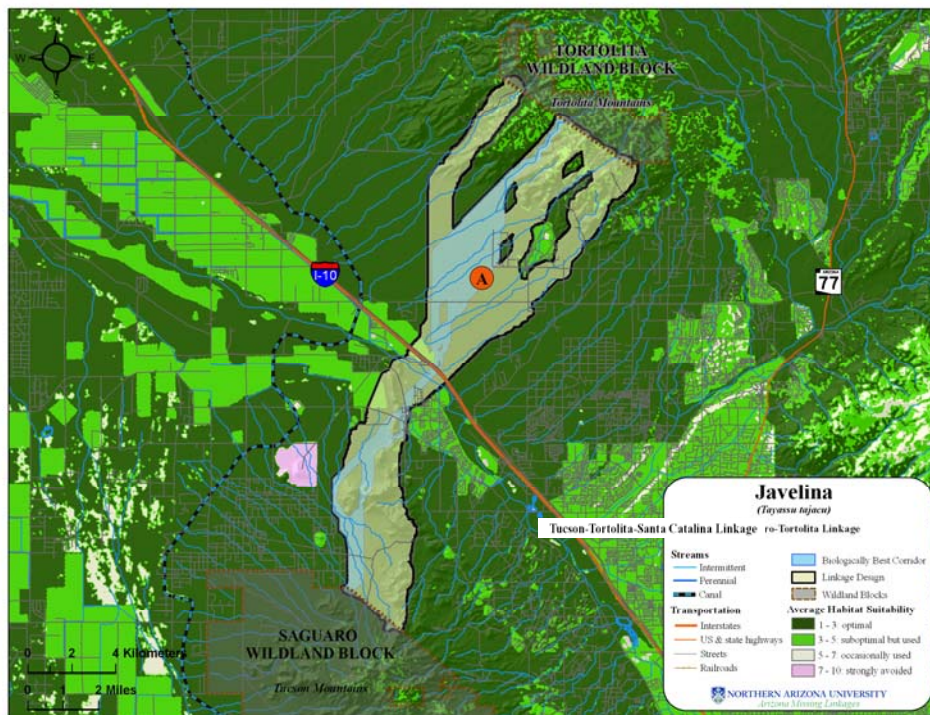 N
W
E
S
TORTOLITA
WILDLAND BLOCK
Tortolita Mountains
I-10
A
ARIZONA
77
SAGUARO
WILDLAND BLOCK
Tucson Mountains
0 2 4 Kilometers
0 1 2 Miles
Javelina
(Tayassu tajacu)
Tucson-Tortolita-Santa Catalina Linkage ro-Tortolita Linkage
Streams
Intermittent
Perennial
Canal
Transportation
Interstates
US & state highways
Streets
Railroads
Biologically Best Corridor
Linkage Design
Wildland Blocks
Average Habitat Suitability
1 - 3: optimal
3 - 5: suboptimal but used
5 - 7: occasionally used
7 - 10: strongly avoided
NORTHERN ARIZONA UNIVERSITY
Arizona Missing Linkages